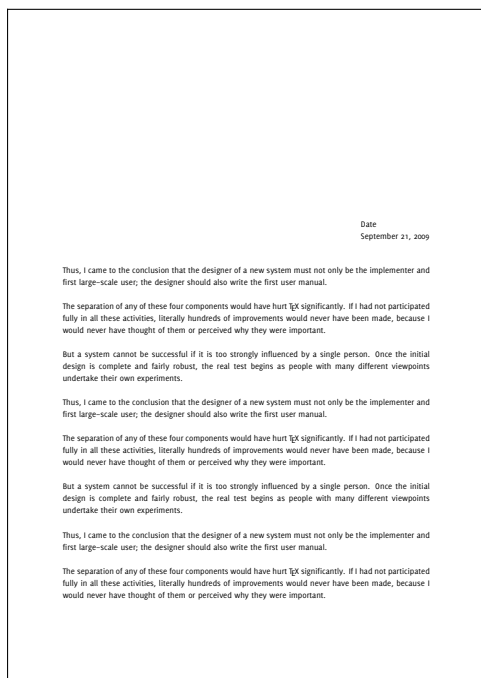 Date
September 21, 2009
Thus, I came to the conclusion that the designer of a new system must not only be the implementer and
first large-scale user; the designer should also write the first user manual.
The separation of any of these four components would have hurt TEX significantly. If I had not participated
fully in all these activities, literally hundreds of improvements would never have been made, because I
would never have thought of them or perceived why they were important.
But a system cannot be successful if it is too strongly influenced by a single person. Once the initial
design is complete and fairly robust, the real test begins as people with many different viewpoints
undertake their own experiments.
Thus, I came to the conclusion that the designer of a new system must not only be the implementer and
first large-scale user; the designer should also write the first user manual.
The separation of any of these four components would have hurt TEX significantly. If I had not participated
fully in all these activities, literally hundreds of improvements would never have been made, because I
would never have thought of them or perceived why they were important.
But a system cannot be successful if it is too strongly influenced by a single person. Once the initial
design is complete and fairly robust, the real test begins as people with many different viewpoints
undertake their own experiments.
Thus, I came to the conclusion that the designer of a new system must not only be the implementer and
first large-scale user; the designer should also write the first user manual.
The separation of any of these four components would have hurt TEX significantly. If I had not participated
fully in all these activities, literally hundreds of improvements would never have been made, because I
would never have thought of them or perceived why they were important.